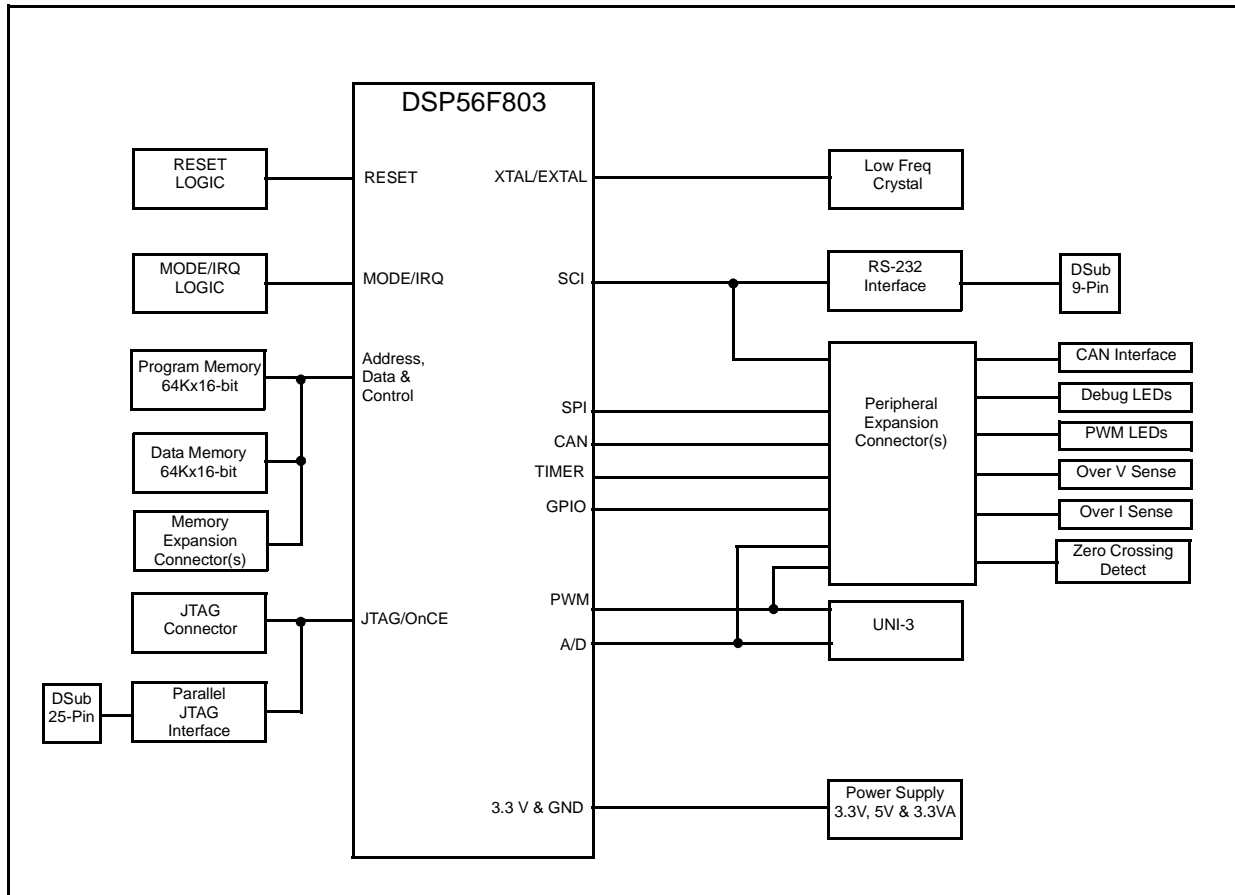 DSP56F803
RESET
LOGIC
RESET
XTAL/EXTAL
Low Freq
Crystal
MODE/IRQ
LOGIC
MODE/IRQ
SCI
RS-232
Interface
DSub
9-Pin
Program Memory
64Kx16-bit
Address,
Data &
Control
Data Memory
64Kx16-bit
Memory
Expansion
Connector(s)
SPI
CAN
TIMER
GPIO
Peripheral
Expansion
Connector(s)
CAN Interface
Debug LEDs
PWM LEDs
Over V Sense
Over I Sense
Zero Crossing
Detect
JTAG
Connector
JTAG/OnCE
PWM
A/D
UNI-3
DSub
25-Pin
Parallel
JTAG
Interface
3.3 V & GND
Power Supply
3.3V, 5V & 3.3VA